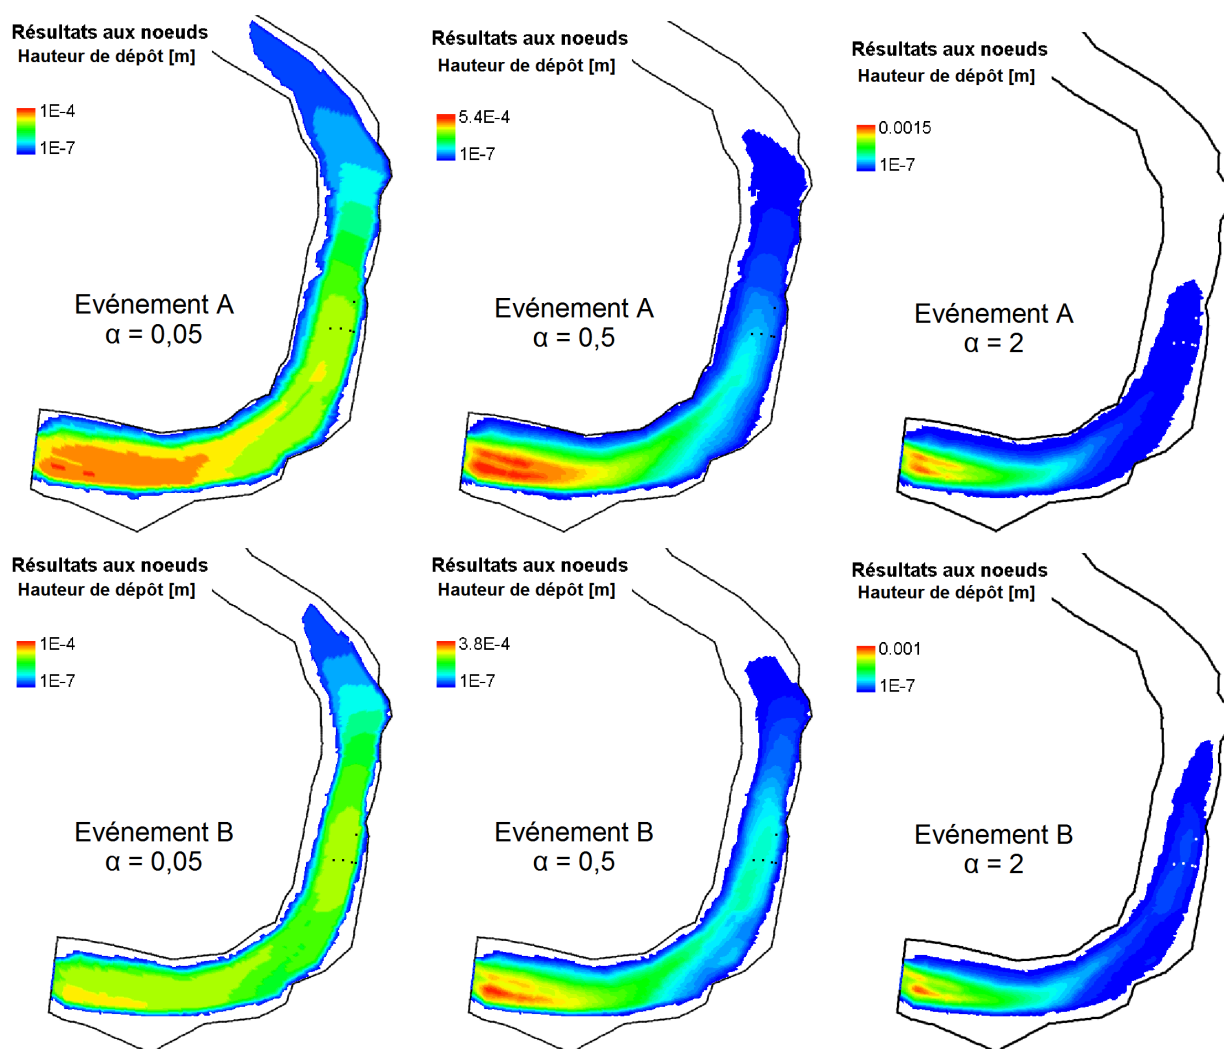 Résultats aux noeuds
Hauteur de dépôt [m]
1E-4
1E-7
Evénement A
α = 0,05
Résultats aux noeuds
Hauteur de dépôt [m]
5.4E-4
1E-7
Evénement A
α = 0,5
Résultats aux noeuds
Hauteur de dépôt [m]
0.0015
1E-7
Evénement A
α = 2
Résultats aux noeuds
Hauteur de dépôt [m]
1E-4
1E-7
Evénement B
α = 0,05
Résultats aux noeuds
Hauteur de dépôt [m]
3.8E-4
1E-7
Evénement B
α = 0,5
Résultats aux noeuds
Hauteur de dépôt [m]
0.001
1E-7
Evénement B
α = 2